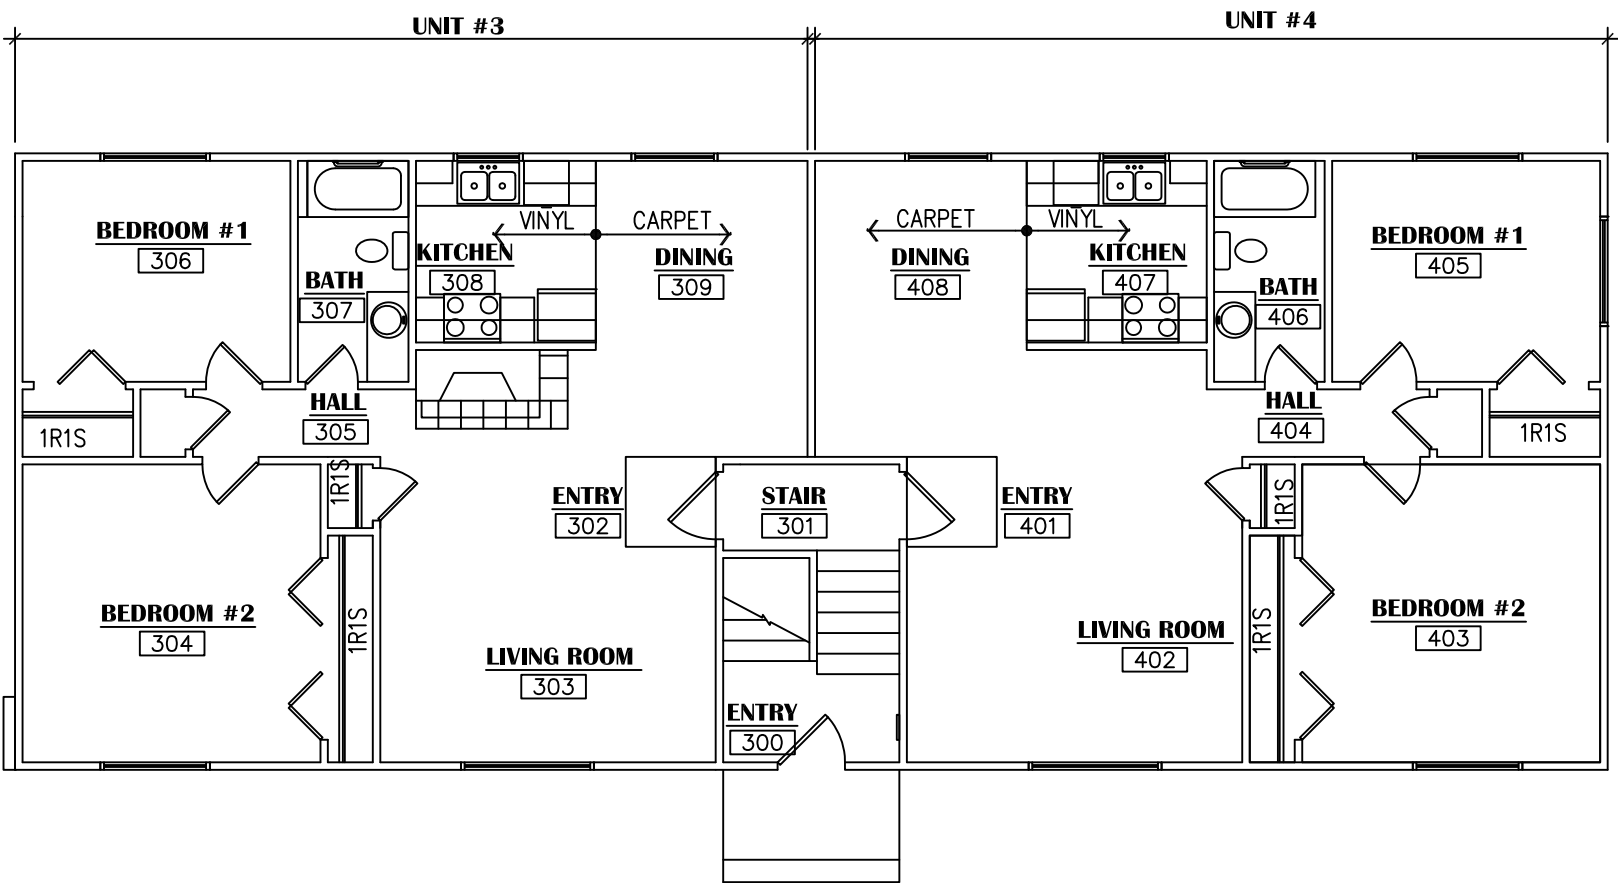 UNIT #3
UNIT #4
BEDROOM #1
306
BATH
307
VINYL
CARPET
KITCHEN
308
DINING
309
CARPET
VINYL
DINING
408
KITCHEN
407
BATH
406
BEDROOM #1
405
1R1S
HALL
305
HALL
404
1R1S
1R1S
ENTRY
302
STAIR
301
ENTRY
401
1R1S
BEDROOM #2
304
1R1S
LIVING ROOM
303
LIVING ROOM
402
1R1S
BEDROOM #2
403
ENTRY
300